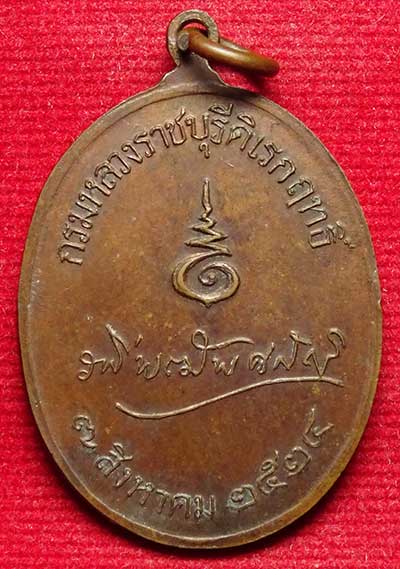 กรมหลวงราชบุรีดิเรกฤทธิ์
๗ สิงหาคม ๒๕๒๔